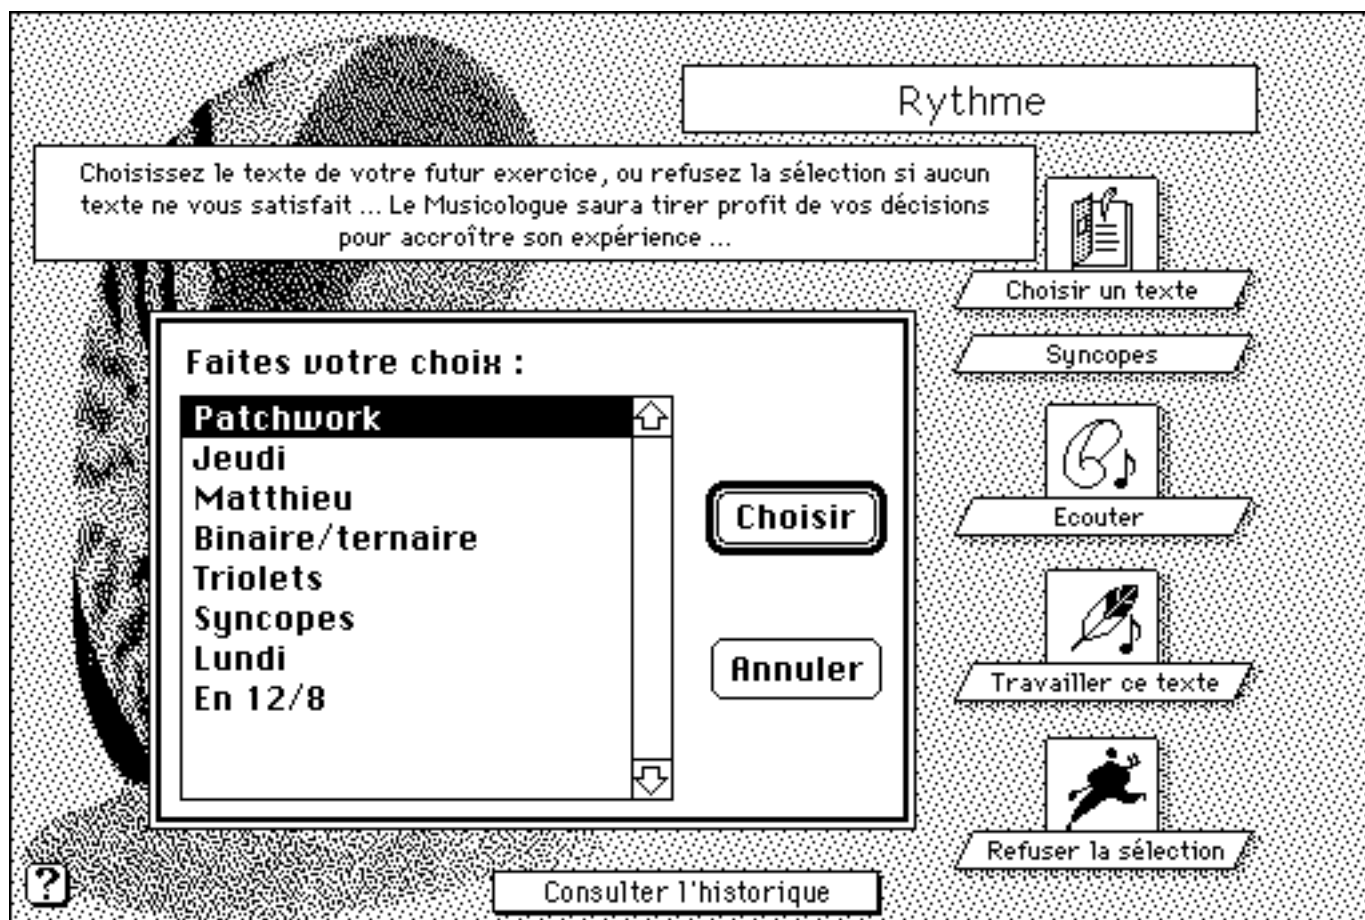 Rythme
Choisissez le texte de votre futur exercice, ou refusez la sélection si aucun
texte ne vous satisfait ... Le Musicologue saura tirer profit de vos décisions
pour accroître son expérience ...
Choisir un texte
Syncopes
Ecouter
Travailler ce texte
Refuser la sélection
Faites votre choix :
Patchwork
Jeudi
Matthieu
Binaire/ternaire
Triolets
Syncopes
Lundi
En 12/8
Choisir
Annuler
?
Consulter l'historique